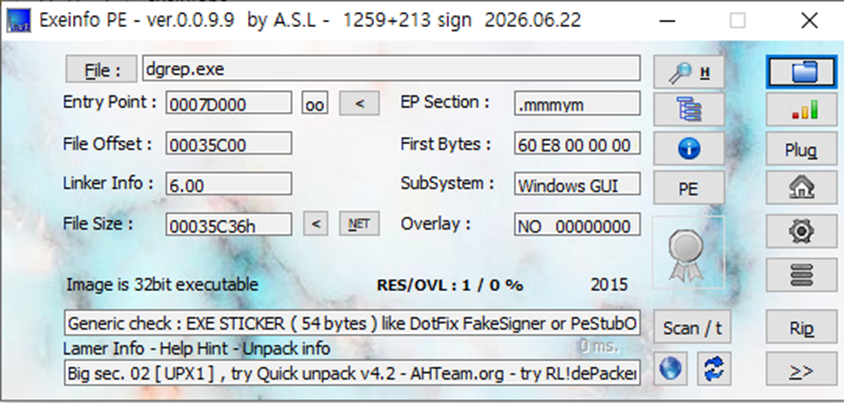 Exeinfo PE - ver.0.0.9.9 by A.S.L - 1259+213 sign 2026.06.22
File : dgrep.exe H
Entry Point : 0007D000 oo < EP Section : .mmmym
File Offset : 00035C00 First Bytes : 60 E8 00 00 00 Plug
Linker Info : 6.00 SubSystem : Windows GUI PE
File Size : 00035C36h < NET Overlay : NO 00000000
Image is 32bit executable RES/OVL : 1 / 0 % 2015
Generic check : EXE STICKER ( 54 bytes ) like DotFix FakeSigner or PeStubO Scan / t Rip
Lamer Info - Help Hint - Unpack info 0 ms.
Big sec. 02 [ UPX1 ] , try Quick unpack v4.2 - AHTeam.org - try RL!dePacker >>